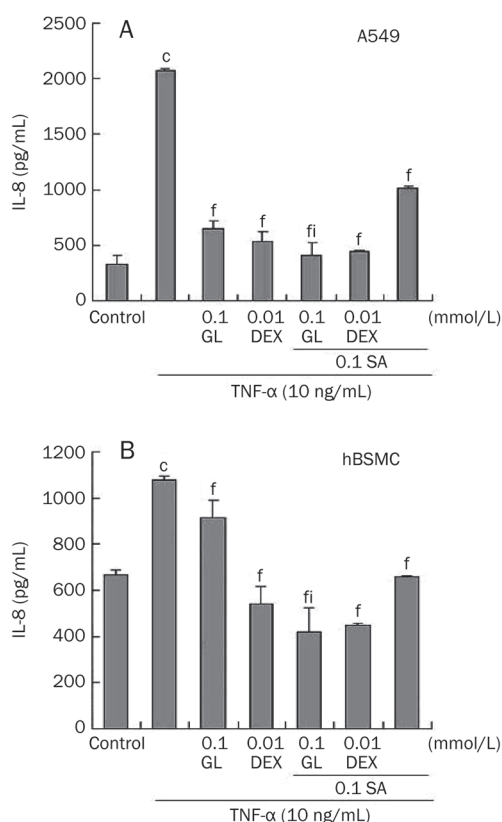 A
A549
IL-8 (pg/mL)
2500
2000
1500
1000
500
0
c
f
f
fi
f
f
Control
0.1 0.01 0.1 0.01 (mmol/L)
GL DEX GL DEX
0.1 SA
TNF-α (10 ng/mL)
B
hBSMC
IL-8 (pg/mL)
1200
1000
800
600
400
200
0
c
f
f
fi
f
f
Control
0.1 0.01 0.1 0.01 (mmol/L)
GL DEX GL DEX
0.1 SA
TNF-α (10 ng/mL)